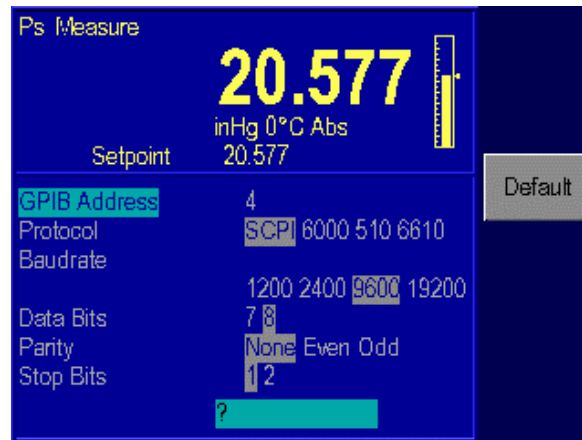 Ps Measure
20.577
inHg 0°C Abs
Setpoint 20.577
Default
GPIB Address 4
Protocol SCPI 6000 510 6610
Baudrate
1200 2400 9600 19200
Data Bits 7 8
Parity None Even Odd
Stop Bits 1 2
?